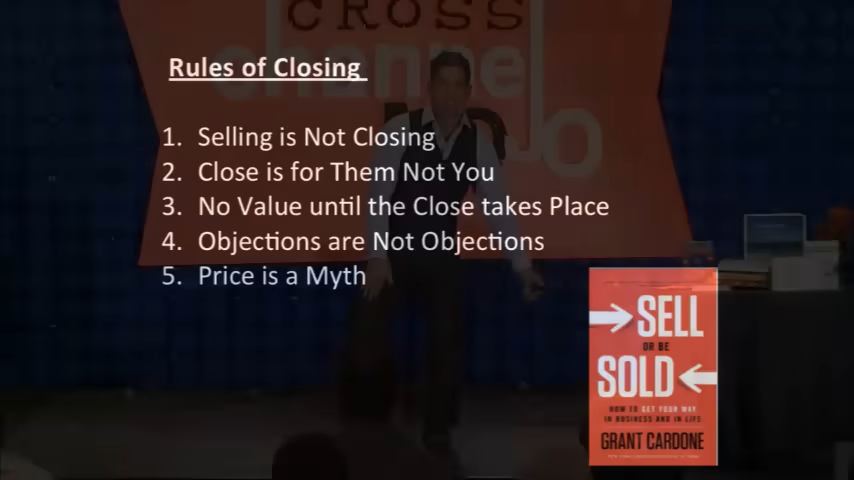 CROSS
channel
Rules of Closing
1. Selling is Not Closing
2. Close is for Them Not You
3. No Value until the Close takes Place
4. Objections are Not Objections
5. Price is a Myth
SELL
OR BE
SOLD
HOW TO GET YOUR WAY
IN BUSINESS AND IN LIFE
GRANT CARDONE